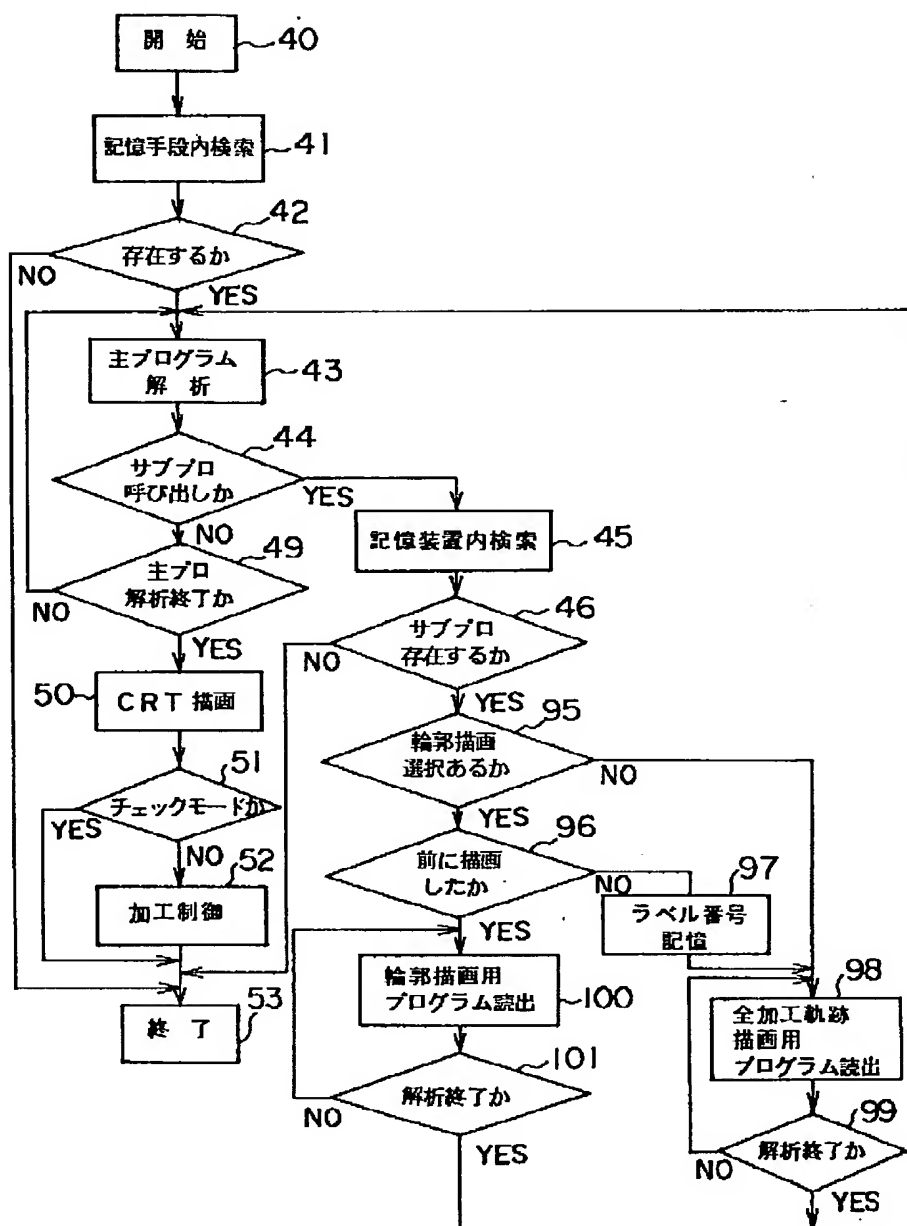 開 始
40
記憶手段内検索
41
42
存在するか
NO
YES
主プログラム
解 析
43
44
サブプロ
呼び出しか
YES
NO
記憶装置内検索
45
49
主プロ
解析終了か
NO
YES
46
サブプロ
存在するか
NO
YES
50
CRT描画
95
輪郭描画
選択あるか
NO
YES
51
チェックモードか
YES
NO
96
前に描画
したか
NO
YES
97
ラベル番号
記憶
52
加工制御
輪郭描画用
プログラム読出
100
98
全加工軌跡
描画用
プログラム読出
終 了
53
101
解析終了か
NO
YES
99
解析終了か
NO
YES